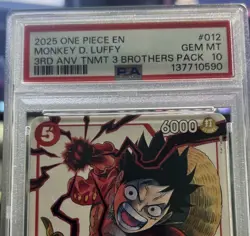 2025 ONE PIECE EN #012
MONKEY D. LUFFY GEM MT
3RD ANV TNMT 3 BROTHERS PACK 10
PSA 137710590
5 6000